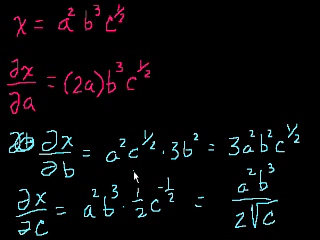 x = a²b³c^½
∂x/∂a = (2a)b³c^½
∂x/∂b = a²c^½ · 3b² = 3a²b²c^½
∂x/∂c = a²b³ · ½c^-½ = a²b³/2√c